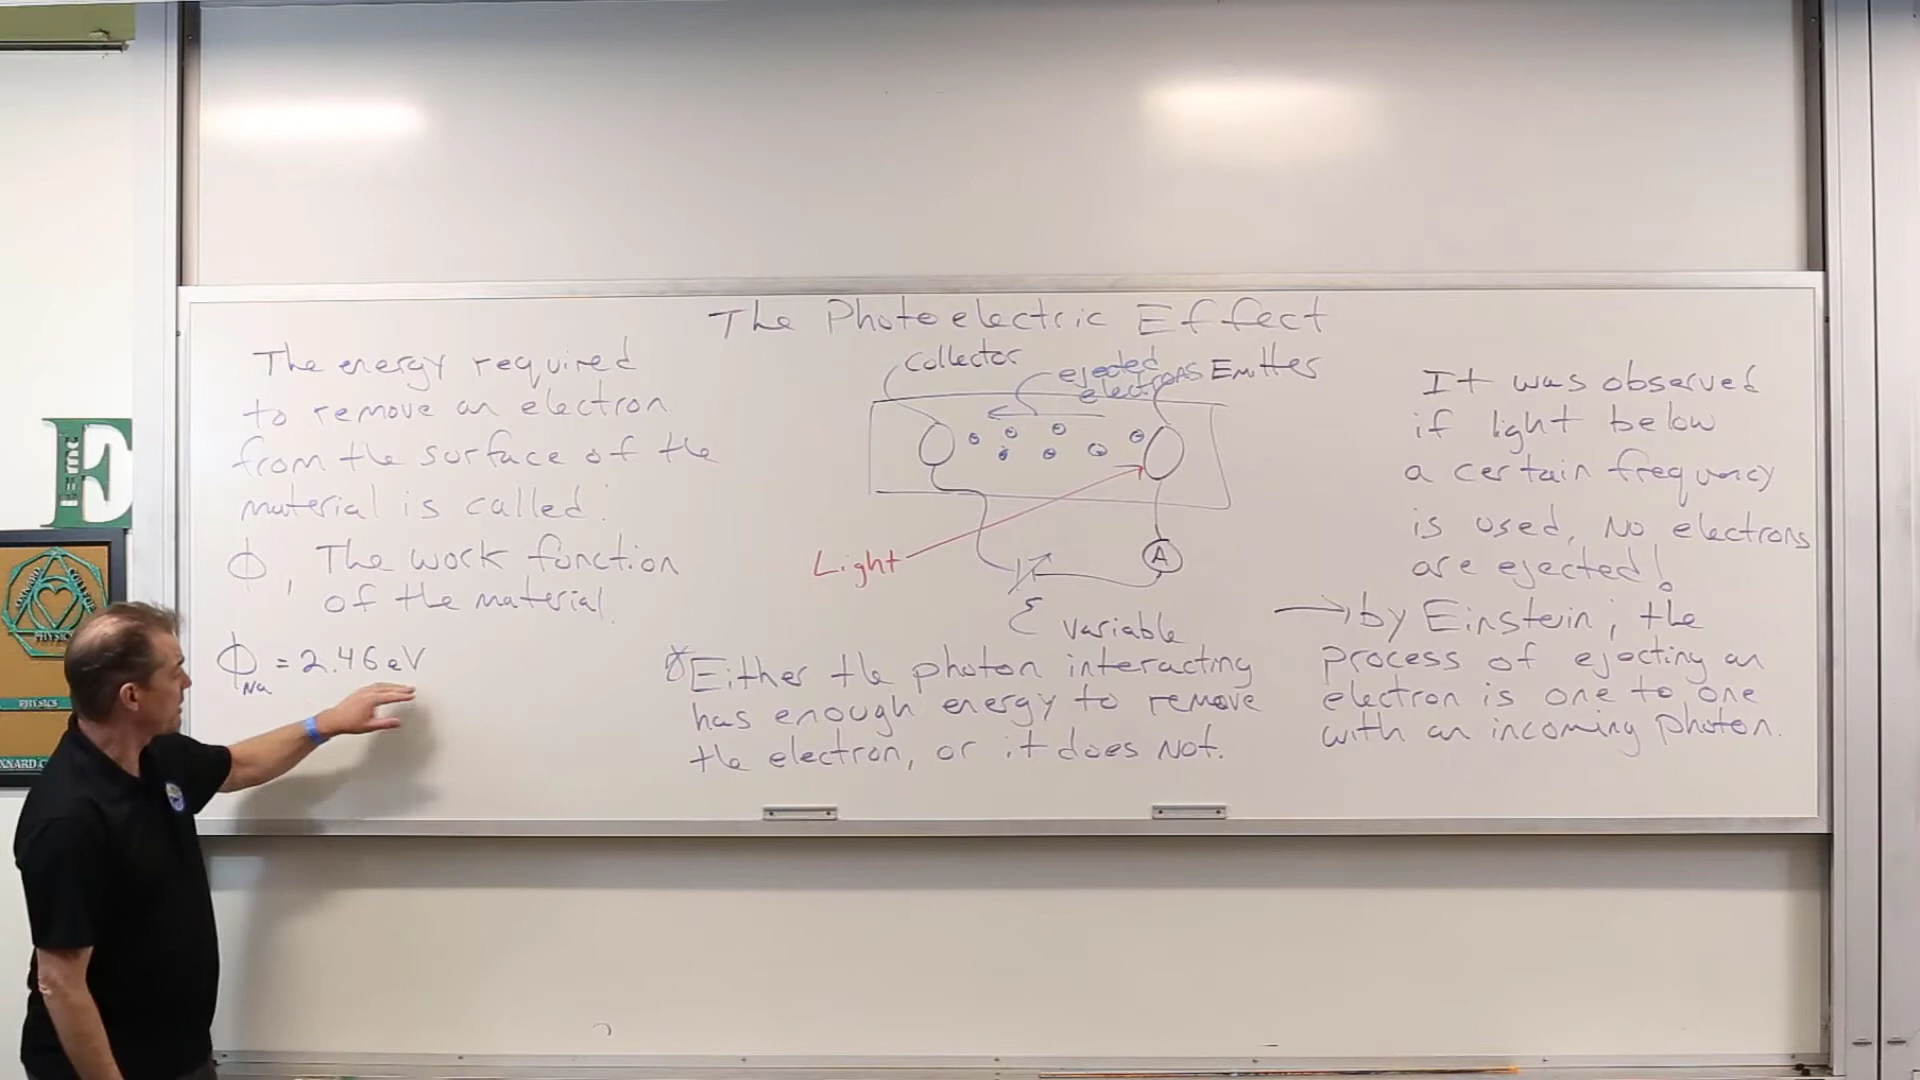 The Photoelectric Effect
The energy required
to remove an electron
from the surface of the
material is called:
ϕ, The work function
of the material.
ϕNa = 2.46 eV
Collector
ejected
electrons
Emitter
Light
A
ε variable
Either the photon interacting
has enough energy to remove
the electron, or it does not.
It was observed
if light below
a certain frequency
is used, no electrons
are ejected!
→ by Einstein; the
process of ejecting an
electron is one to one
with an incoming photon.
E
PHYSICS
PHYSICS